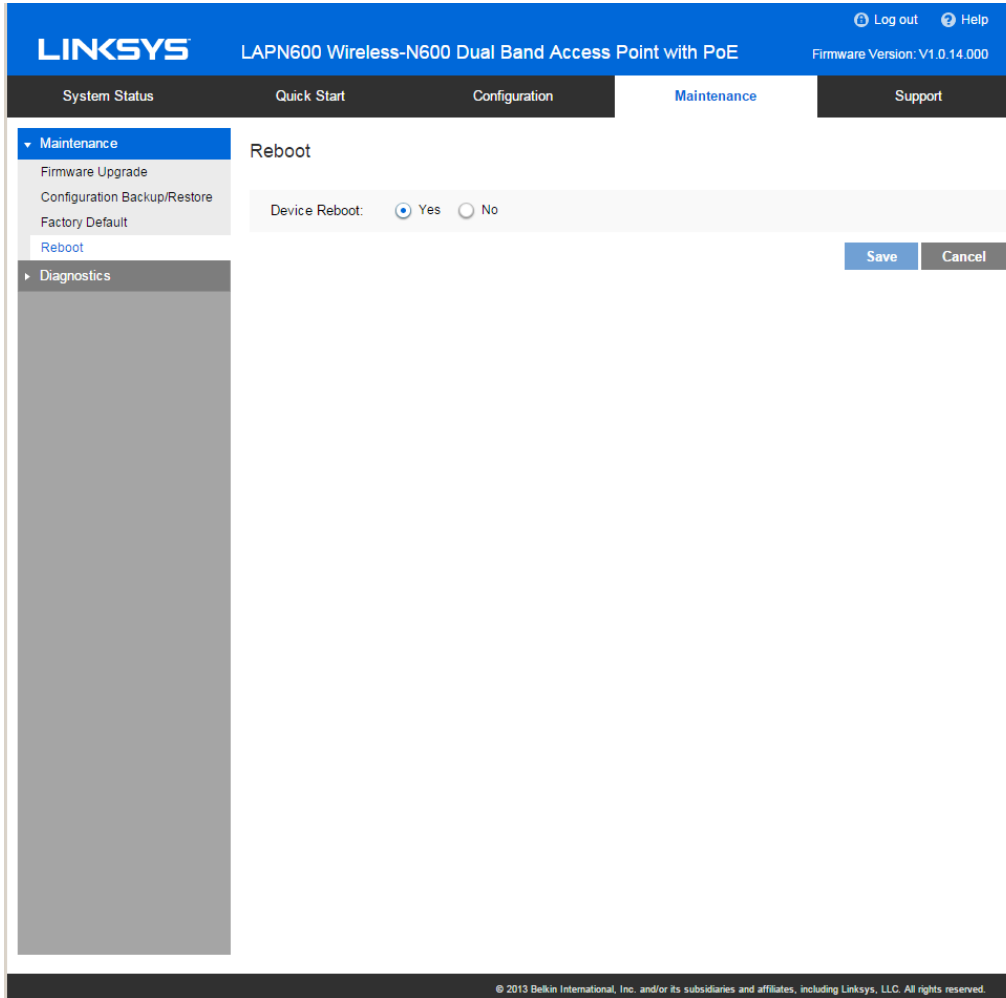 Log out Help
LINKSYS LAPN600 Wireless-N600 Dual Band Access Point with PoE Firmware Version: V1.0.14.000
System Status Quick Start Configuration Maintenance Support
Maintenance
Firmware Upgrade
Configuration Backup/Restore
Factory Default
Reboot
Diagnostics
Reboot
Device Reboot: Yes No
Save Cancel
© 2013 Belkin International, Inc. and/or its subsidiaries and affiliates, including Linksys, LLC. All rights reserved.